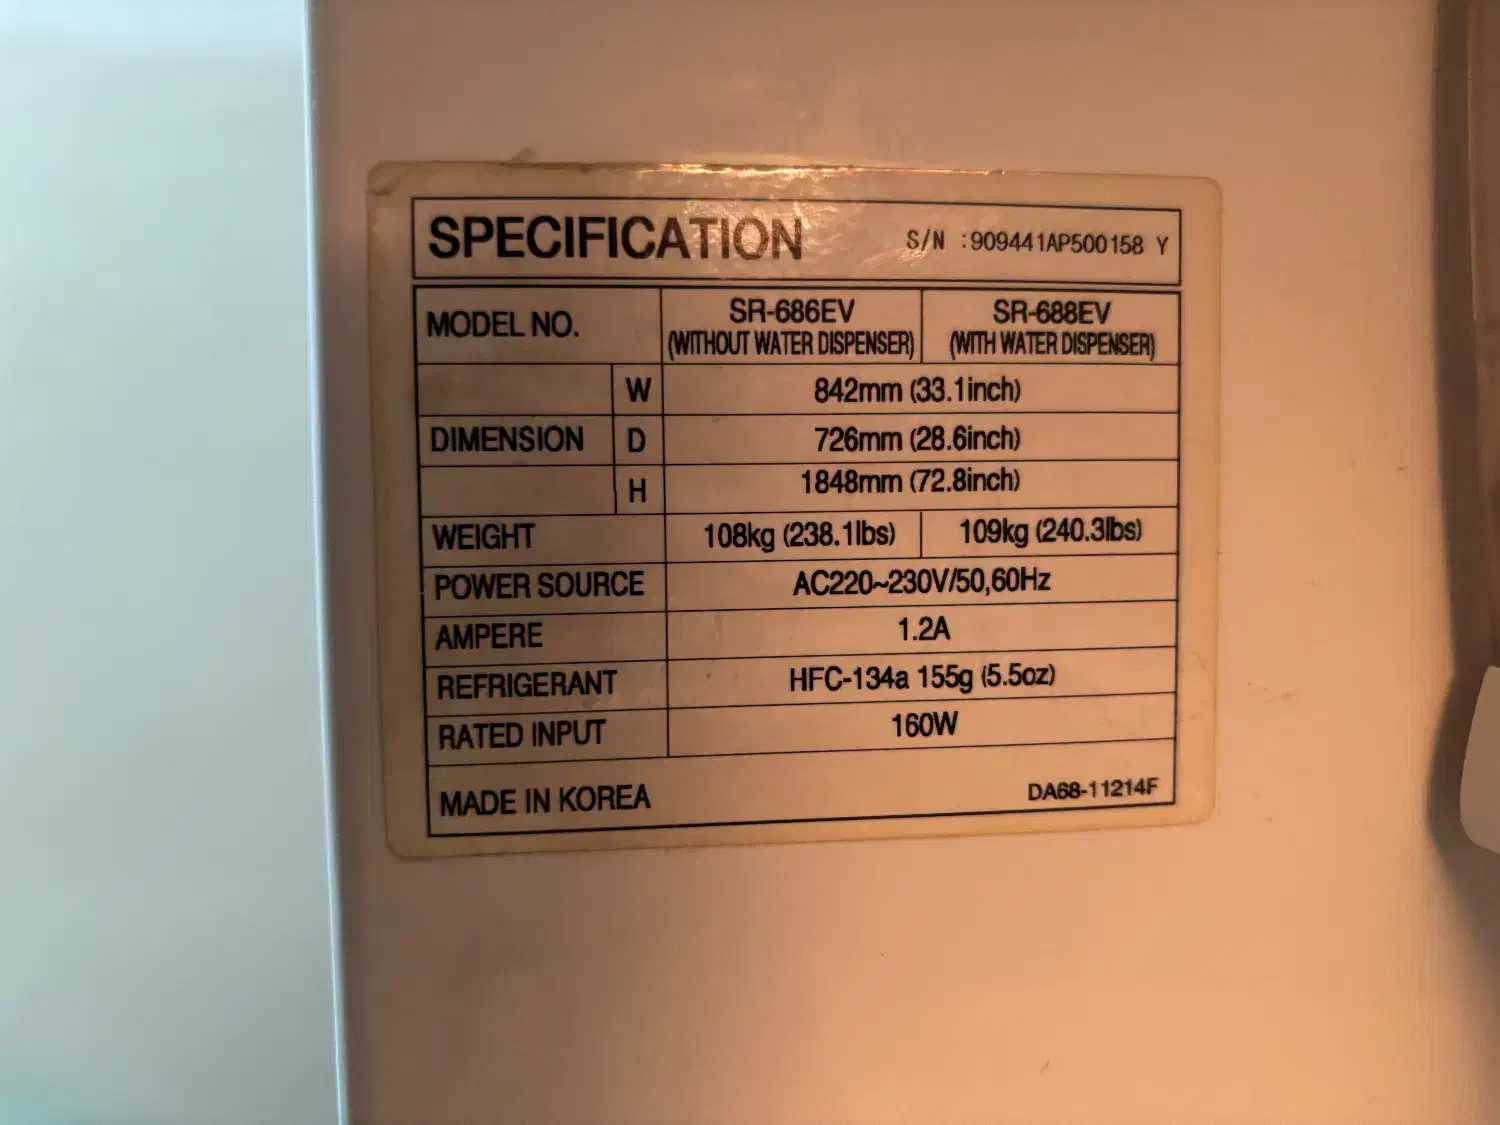 SPECIFICATION S/N :909441AP500158 Y
MODEL NO. SR-686EV SR-688EV
(WITHOUT WATER DISPENSER) (WITH WATER DISPENSER)
W 842mm (33.1inch)
DIMENSION D 726mm (28.6inch)
H 1848mm (72.8inch)
WEIGHT 108kg (238.1lbs) 109kg (240.3lbs)
POWER SOURCE AC220~230V/50,60Hz
AMPERE 1.2A
REFRIGERANT HFC-134a 155g (5.5oz)
RATED INPUT 160W
MADE IN KOREA DA68-11214F